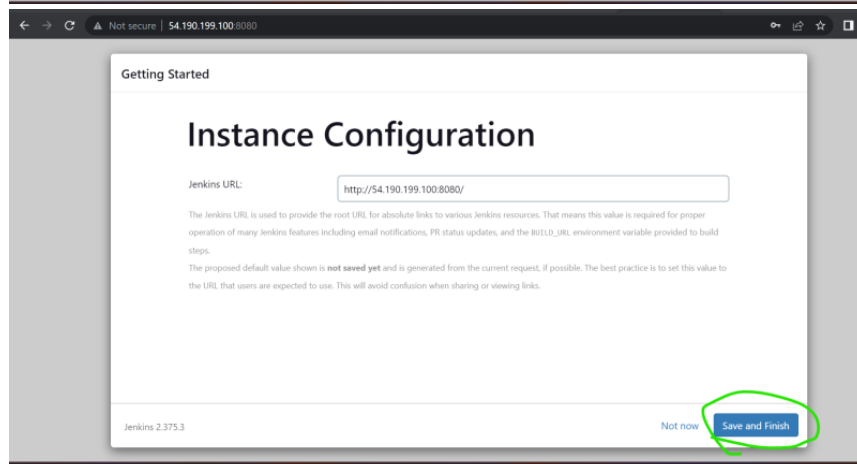 Not secure | 54.190.199.100:8080
Getting Started
Instance Configuration
Jenkins URL:
http://54.190.199.100:8080/
The Jenkins URL is used to provide the root URL for absolute links to various Jenkins resources. That means this value is required for proper
operation of many Jenkins features including email notifications, PR status updates, and the BUILD_URL environment variable provided to build
steps.
The proposed default value shown is not saved yet and is generated from the current request, if possible. The best practice is to set this value to
the URL that users are expected to use. This will avoid confusion when sharing or viewing links.
Jenkins 2.375.3
Not now
Save and Finish